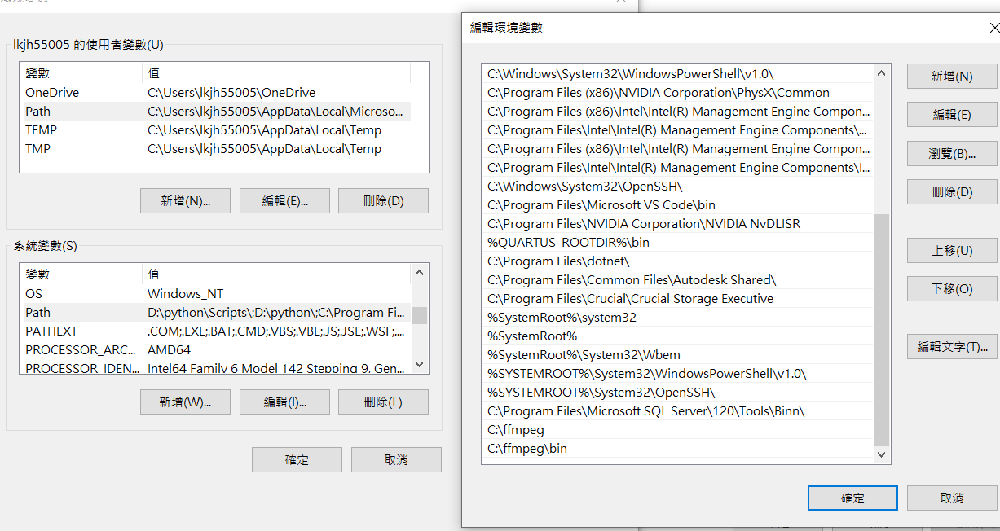 lkjh55005 的使用者變數(U)
變數 值
OneDrive C:\Users\lkjh55005\OneDrive
Path C:\Users\lkjh55005\AppData\Local\Microso...
TEMP C:\Users\lkjh55005\AppData\Local\Temp
TMP C:\Users\lkjh55005\AppData\Local\Temp
新增(N)... 編輯(E)... 刪除(D)
系統變數(S)
變數 值
OS Windows_NT
Path D:\python\Scripts\;D:\python\;C:\Program Fi...
PATHEXT .COM;.EXE;.BAT;.CMD;.VBS;.VBE;.JS;.JSE;.WSF;....
PROCESSOR_ARC... AMD64
PROCESSOR_IDEN... Intel64 Family 6 Model 142 Stepping 9, Gen...
新增(W)... 編輯(I)... 刪除(L)
確定 取消
編輯環境變數
C:\Windows\System32\WindowsPowerShell\v1.0\
C:\Program Files (x86)\NVIDIA Corporation\PhysX\Common
C:\Program Files (x86)\Intel\Intel(R) Management Engine Compon...
C:\Program Files\Intel\Intel(R) Management Engine Components\...
C:\Program Files (x86)\Intel\Intel(R) Management Engine Compon...
C:\Program Files\Intel\Intel(R) Management Engine Components\I...
C:\Windows\System32\OpenSSH\
C:\Program Files\Microsoft VS Code\bin
C:\Program Files\NVIDIA Corporation\NVIDIA NvDLISR
%QUARTUS_ROOTDIR%\bin
C:\Program Files\dotnet\
C:\Program Files\Common Files\Autodesk Shared\
C:\Program Files\Crucial\Crucial Storage Executive
%SystemRoot%\system32
%SystemRoot%
%SystemRoot%\System32\Wbem
%SYSTEMROOT%\System32\WindowsPowerShell\v1.0\
%SYSTEMROOT%\System32\OpenSSH\
C:\Program Files\Microsoft SQL Server\120\Tools\Binn\
C:\ffmpeg
C:\ffmpeg\bin
新增(N)
編輯(E)
瀏覽(B)...
刪除(D)
上移(U)
下移(O)
編輯文字(T)...
確定 取消